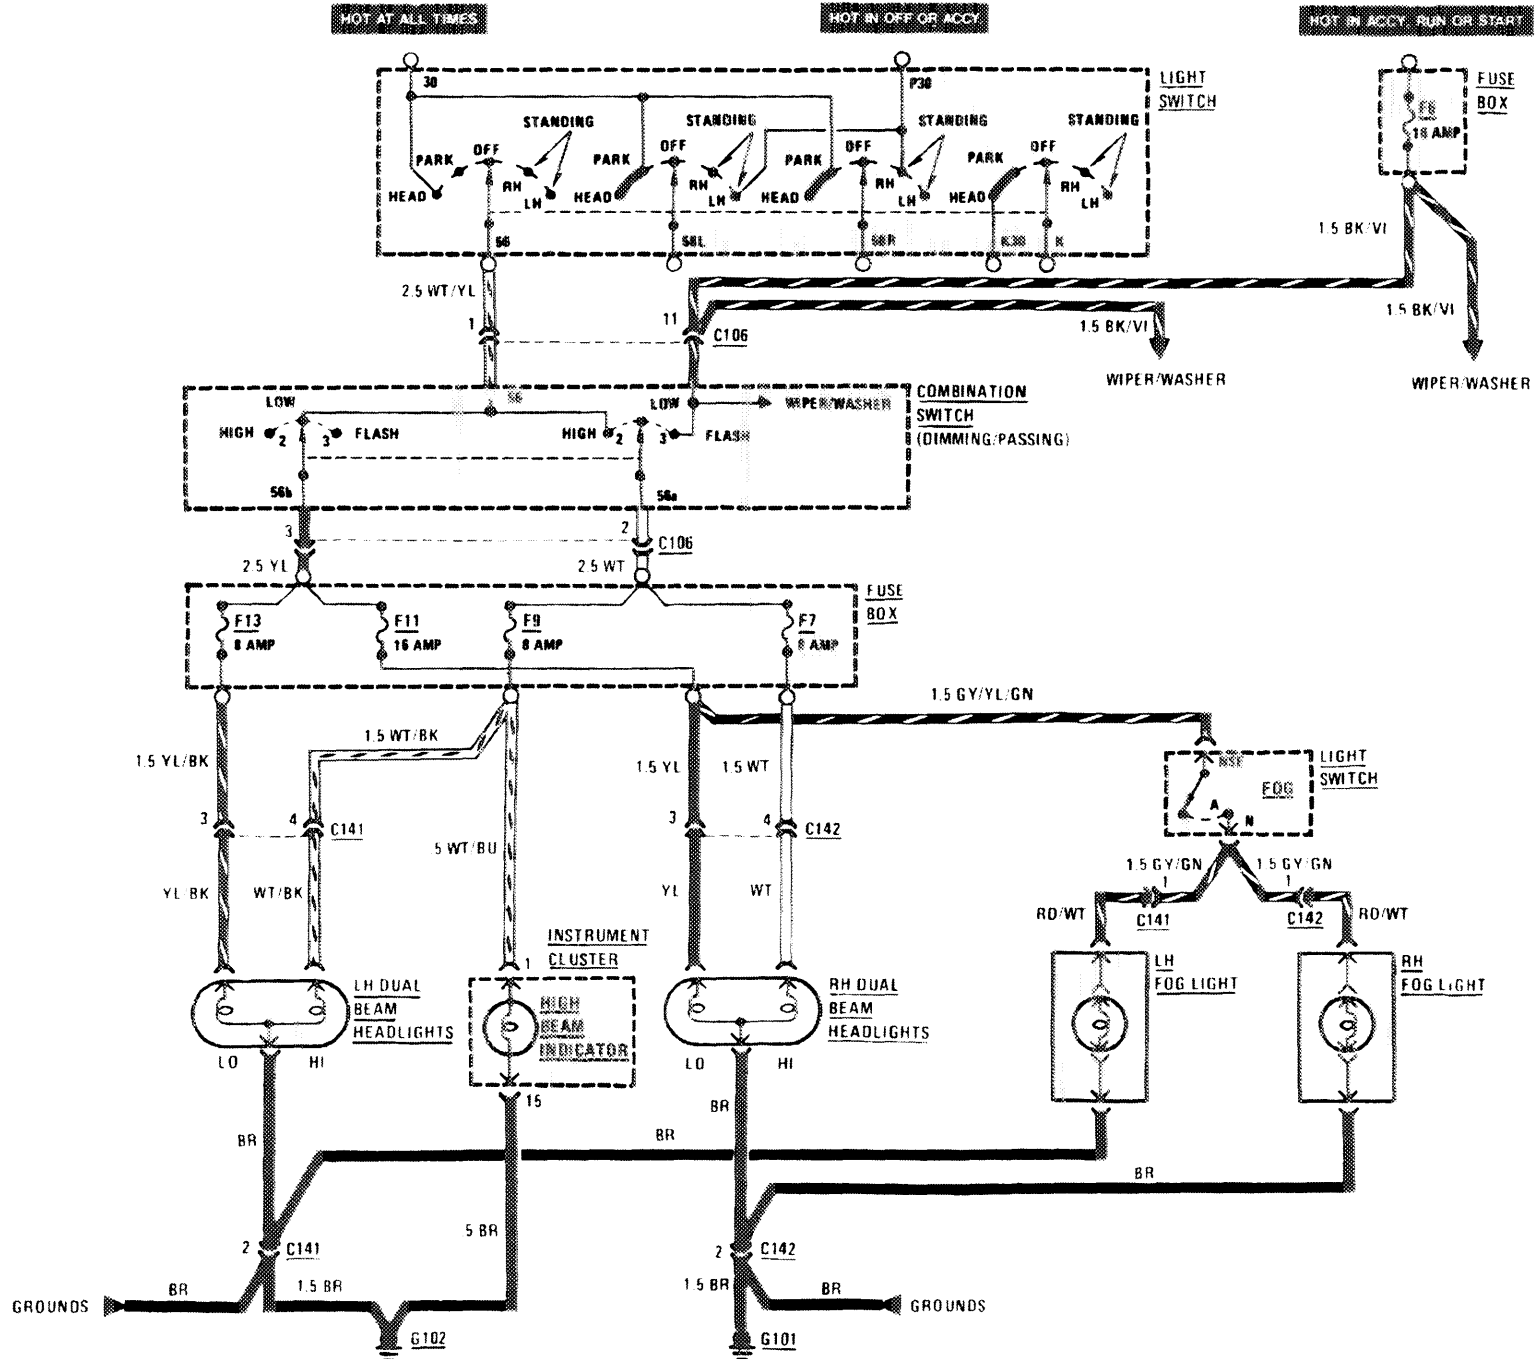 HOT AT ALL TIMES
HOT IN OFF OR ACCY
HOT IN ACCY, RUN OR START
30
P30
LIGHT
SWITCH
FUSE
BOX
16 AMP
STANDING
STANDING
STANDING
STANDING
PARK
OFF
HEAD
RH
LH
PARK
OFF
HEAD
RH
LH
PARK
OFF
HEAD
RH
LH
PARK
OFF
HEAD
RH
LH
56
58L
58R
K30
K
1.5 BK/VI
1.5 BK/VI
2.5 WT/YL
1
11
C106
1.5 BK/VI
WIPER/WASHER
WIPER/WASHER
56
COMBINATION
SWITCH
(DIMMING/PASSING)
LOW
HIGH
2
3
FLASH
LOW
WIPER/WASHER
HIGH
2
3
FLASH
56b
56a
3
2
C106
2.5 YL
2.5 WT
FUSE
BOX
F13
8 AMP
F11
16 AMP
F9
8 AMP
F7
8 AMP
1.5 GY/YL/GN
1.5 WT/BK
1.5 YL/BK
1.5 YL
1.5 WT
LIGHT
SWITCH
NSE
FOG
A
N
3
4
C141
3
4
C142
.5 WT/BU
YL/BK
WT/BK
YL
WT
1.5 GY/GN
1.5 GY/GN
1
1
RD/WT
C141
C142
RD/WT
INSTRUMENT
CLUSTER
1
LH DUAL
BEAM
HEADLIGHTS
HIGH
BEAM
INDICATOR
RH DUAL
BEAM
HEADLIGHTS
LH
FOG LIGHT
RH
FOG LIGHT
LO
HI
LO
HI
15
BR
BR
BR
BR
.5 BR
2
C141
2
C142
BR
1.5 BR
1.5 BR
BR
GROUNDS
GROUNDS
G102
G101